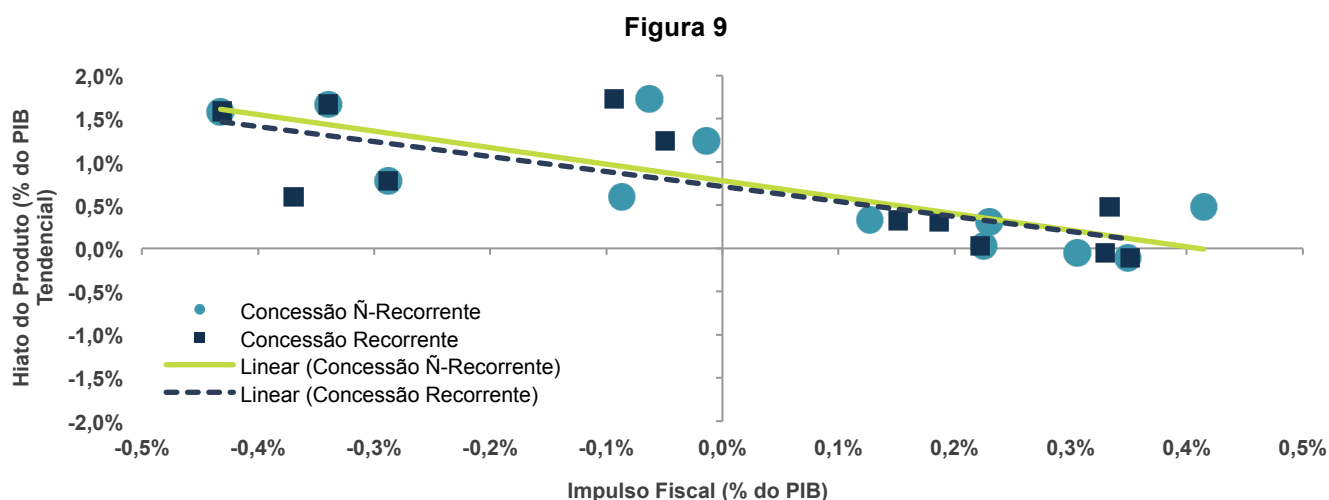 Figura 9
Hiato do Produto (% do PIB
Tendencial)
2,0%
1,5%
1,0%
0,5%
0,0%
-0,5%
-1,0%
-1,5%
-2,0%
Concessão Ñ-Recorrente
Concessão Recorrente
Linear (Concessão Ñ-Recorrente)
Linear (Concessão Recorrente)
-0,5% -0,4% -0,3% -0,2% -0,1% 0,0% 0,1% 0,2% 0,3% 0,4% 0,5%
Impulso Fiscal (% do PIB)